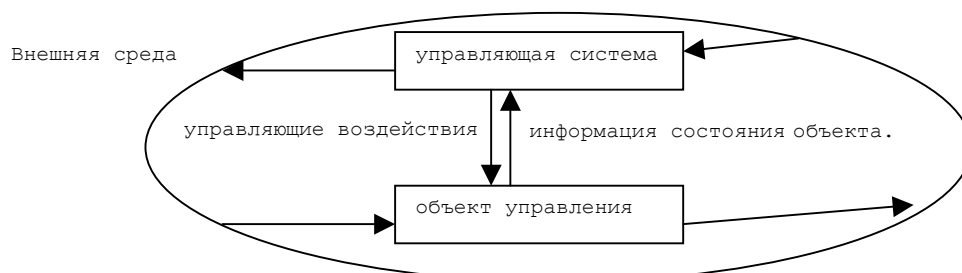 Внешняя среда
управляющая система
управляющие воздействия
информация состояния объекта.
объект управления